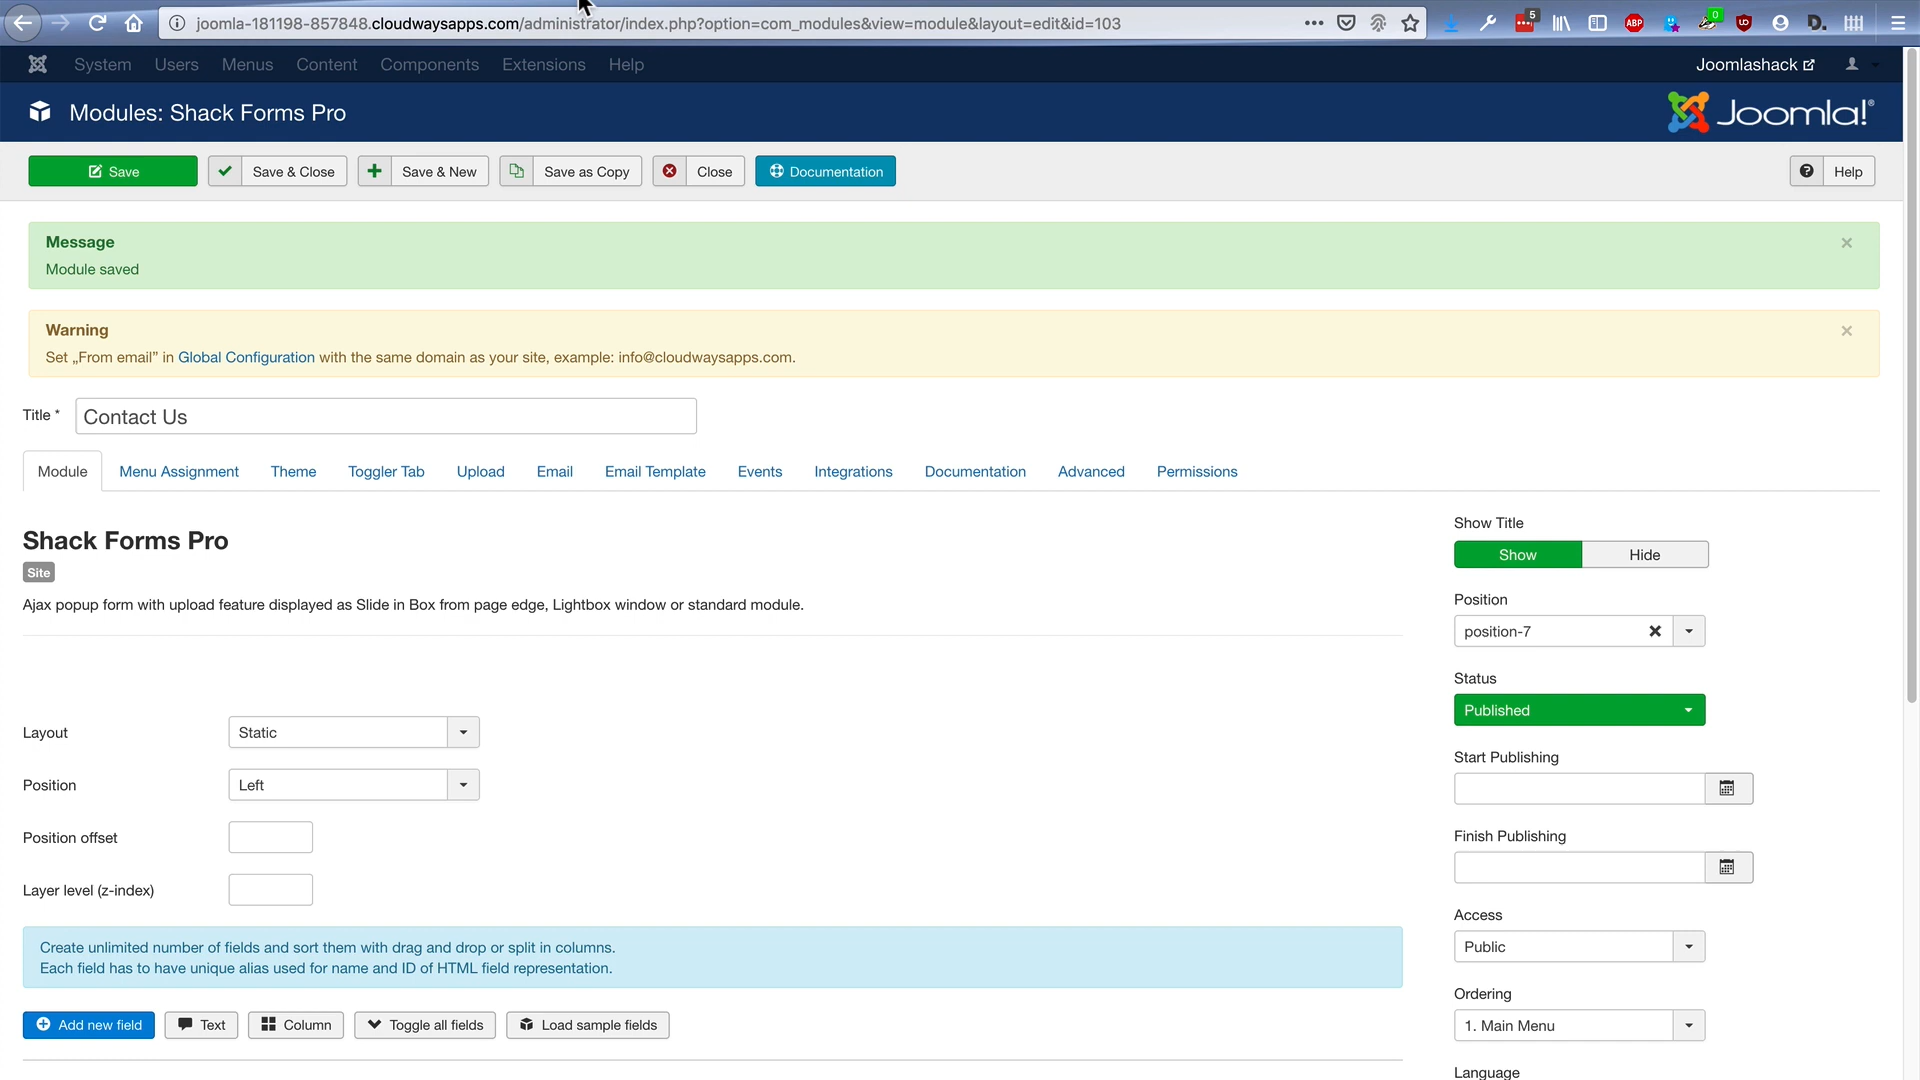 joomla-181198-857848.cloudwaysapps.com/administrator/index.php?option=com_modules&view=module&layout=edit&id=103
5
ABP
0
D.
System Users Menus Content Components Extensions Help
Joomlashack
Modules: Shack Forms Pro
Joomla!®
Save
Save & Close
Save & New
Save as Copy
Close
Documentation
Help
Message
×
Module saved
Warning
×
Set „From email” in Global Configuration with the same domain as your site, example: info@cloudwaysapps.com.
Title *
Contact Us
Module Menu Assignment Theme Toggler Tab Upload Email Email Template Events Integrations Documentation Advanced Permissions
Shack Forms Pro
Site
Ajax popup form with upload feature displayed as Slide in Box from page edge, Lightbox window or standard module.
Layout
Static
Position
Left
Position offset
Layer level (z-index)
Create unlimited number of fields and sort them with drag and drop or split in columns.
Each field has to have unique alias used for name and ID of HTML field representation.
Add new field
Text
Column
Toggle all fields
Load sample fields
Show Title
Show Hide
Position
position-7
Status
Published
Start Publishing
Finish Publishing
Access
Public
Ordering
1. Main Menu
Language